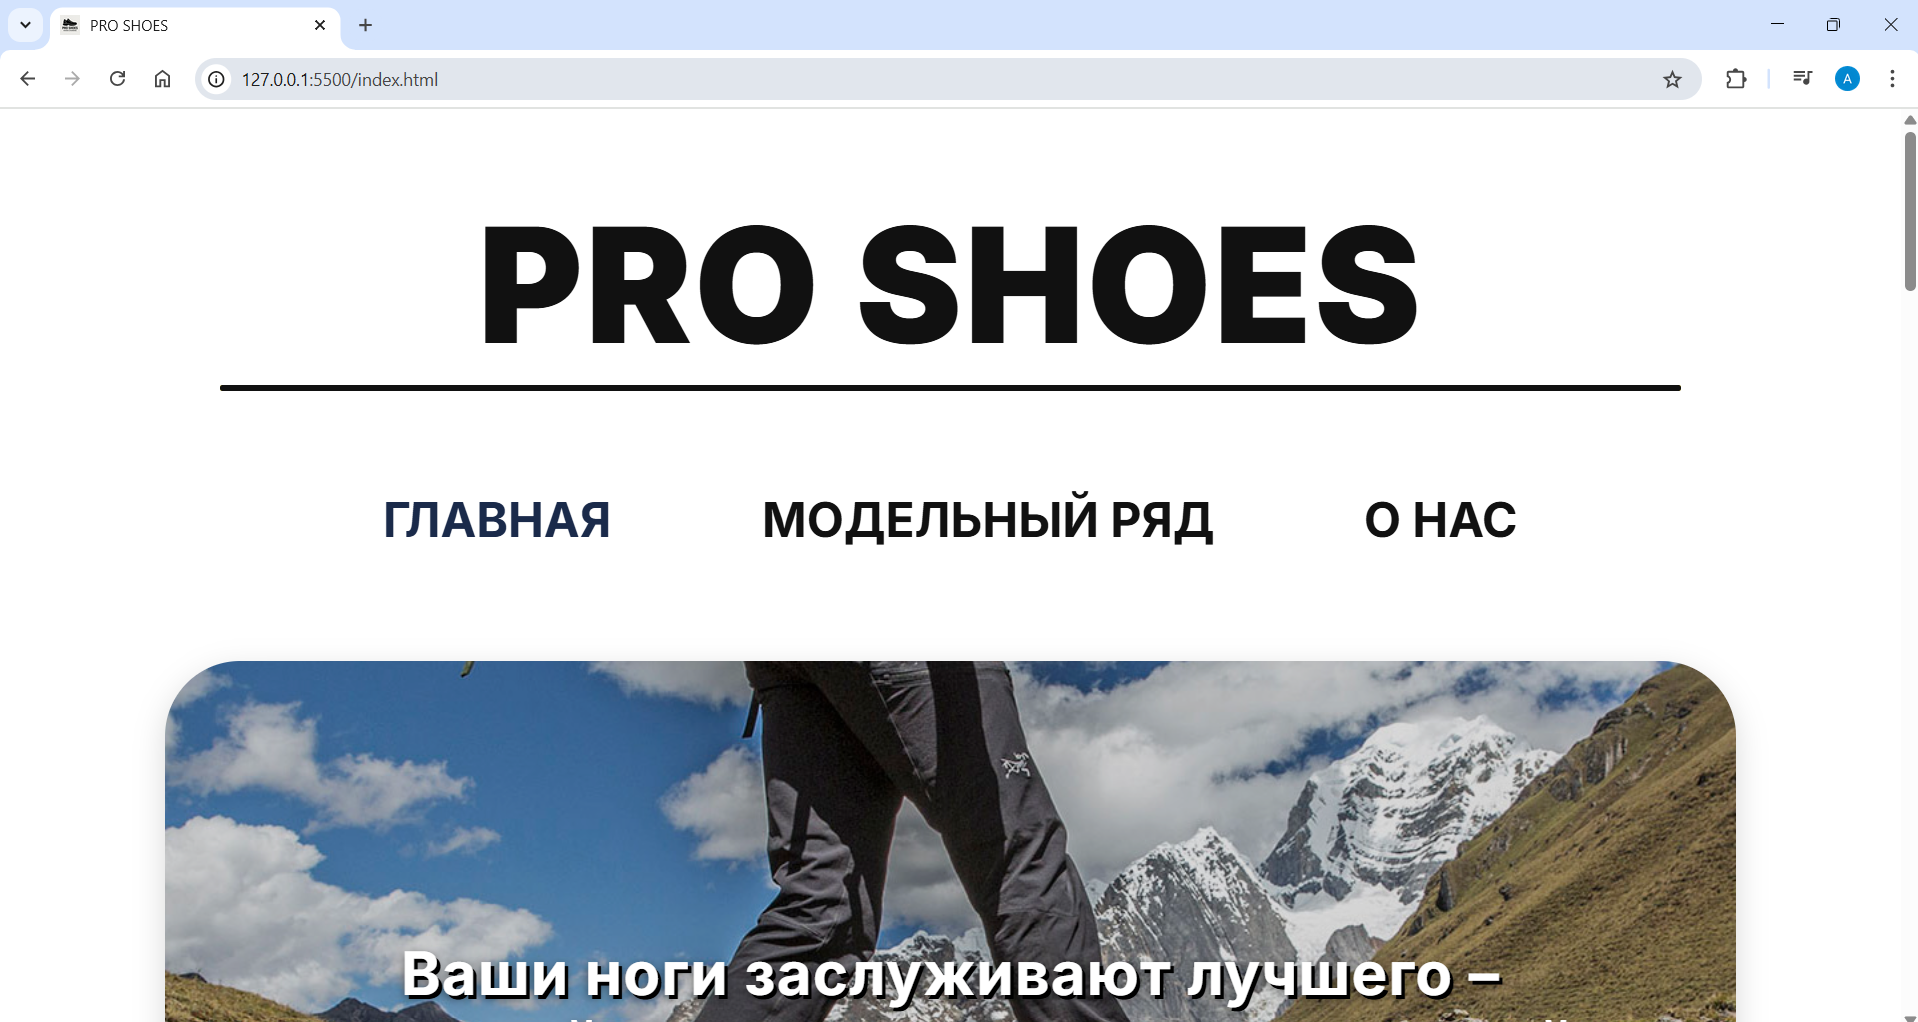 PRO SHOES
127.0.0.1:5500/index.html
A
PRO SHOES
ГЛАВНАЯ
МОДЕЛЬНЫЙ РЯД
О НАС
Ваши ноги заслуживают лучшего –